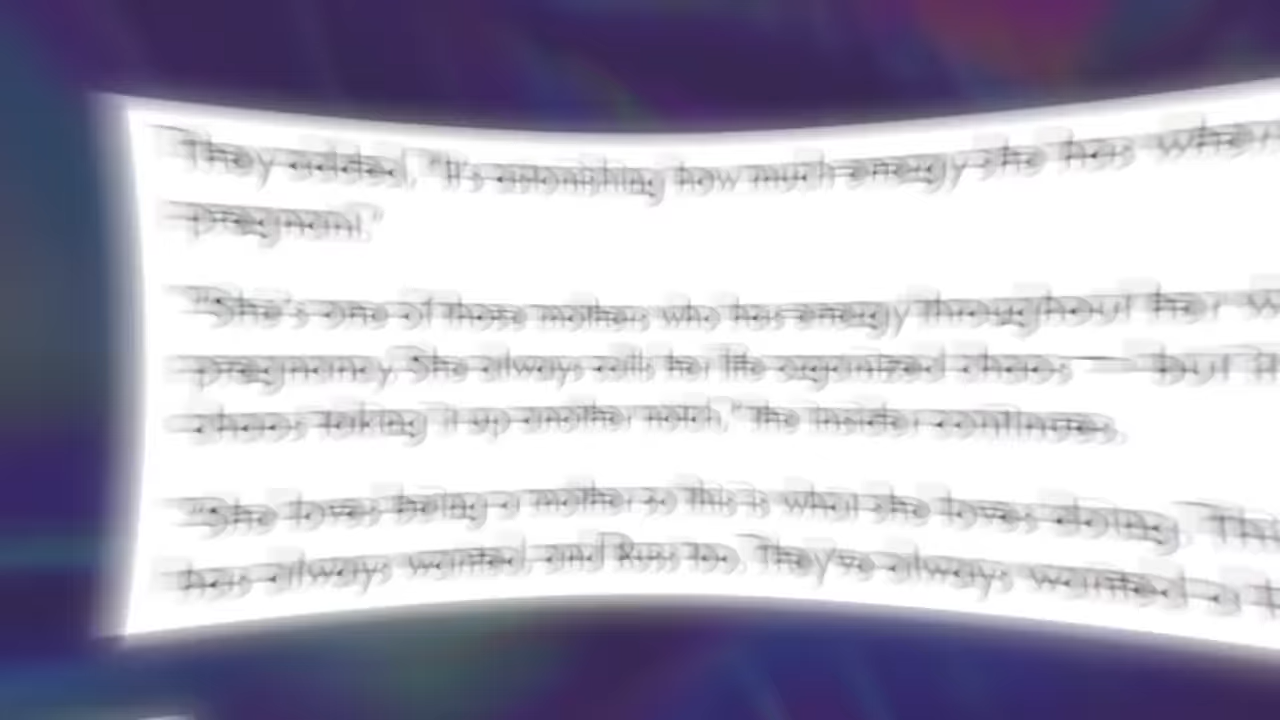 They added, "It's astonishing how much energy she has when
pregnant."
"She's one of those mothers who has energy throughout her
pregnancy. She always calls her life organized chaos — but
chaos taking it up another notch," the insider continues.
"She loves being a mother so this is what she loves doing.
has always wanted, and Russ too. They've always wanted a